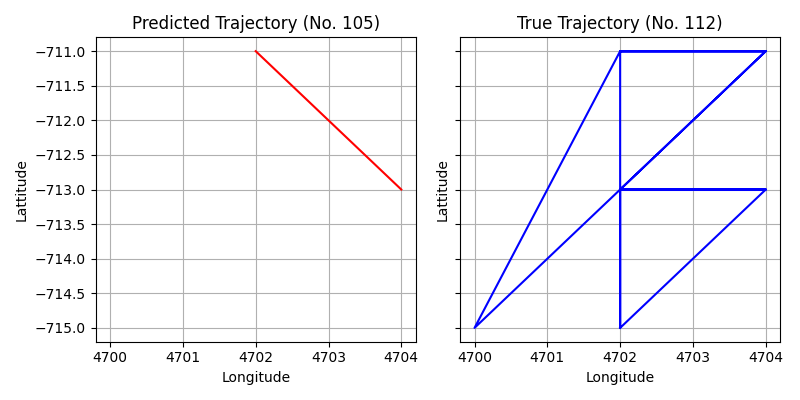 Predicted Trajectory (No. 105)
True Trajectory (No. 112)
−711.0
−711.5
−712.0
−712.5
−713.0
−713.5
−714.0
−714.5
−715.0
Lattitude
Lattitude
4700 4701 4702 4703 4704
4700 4701 4702 4703 4704
Longitude
Longitude